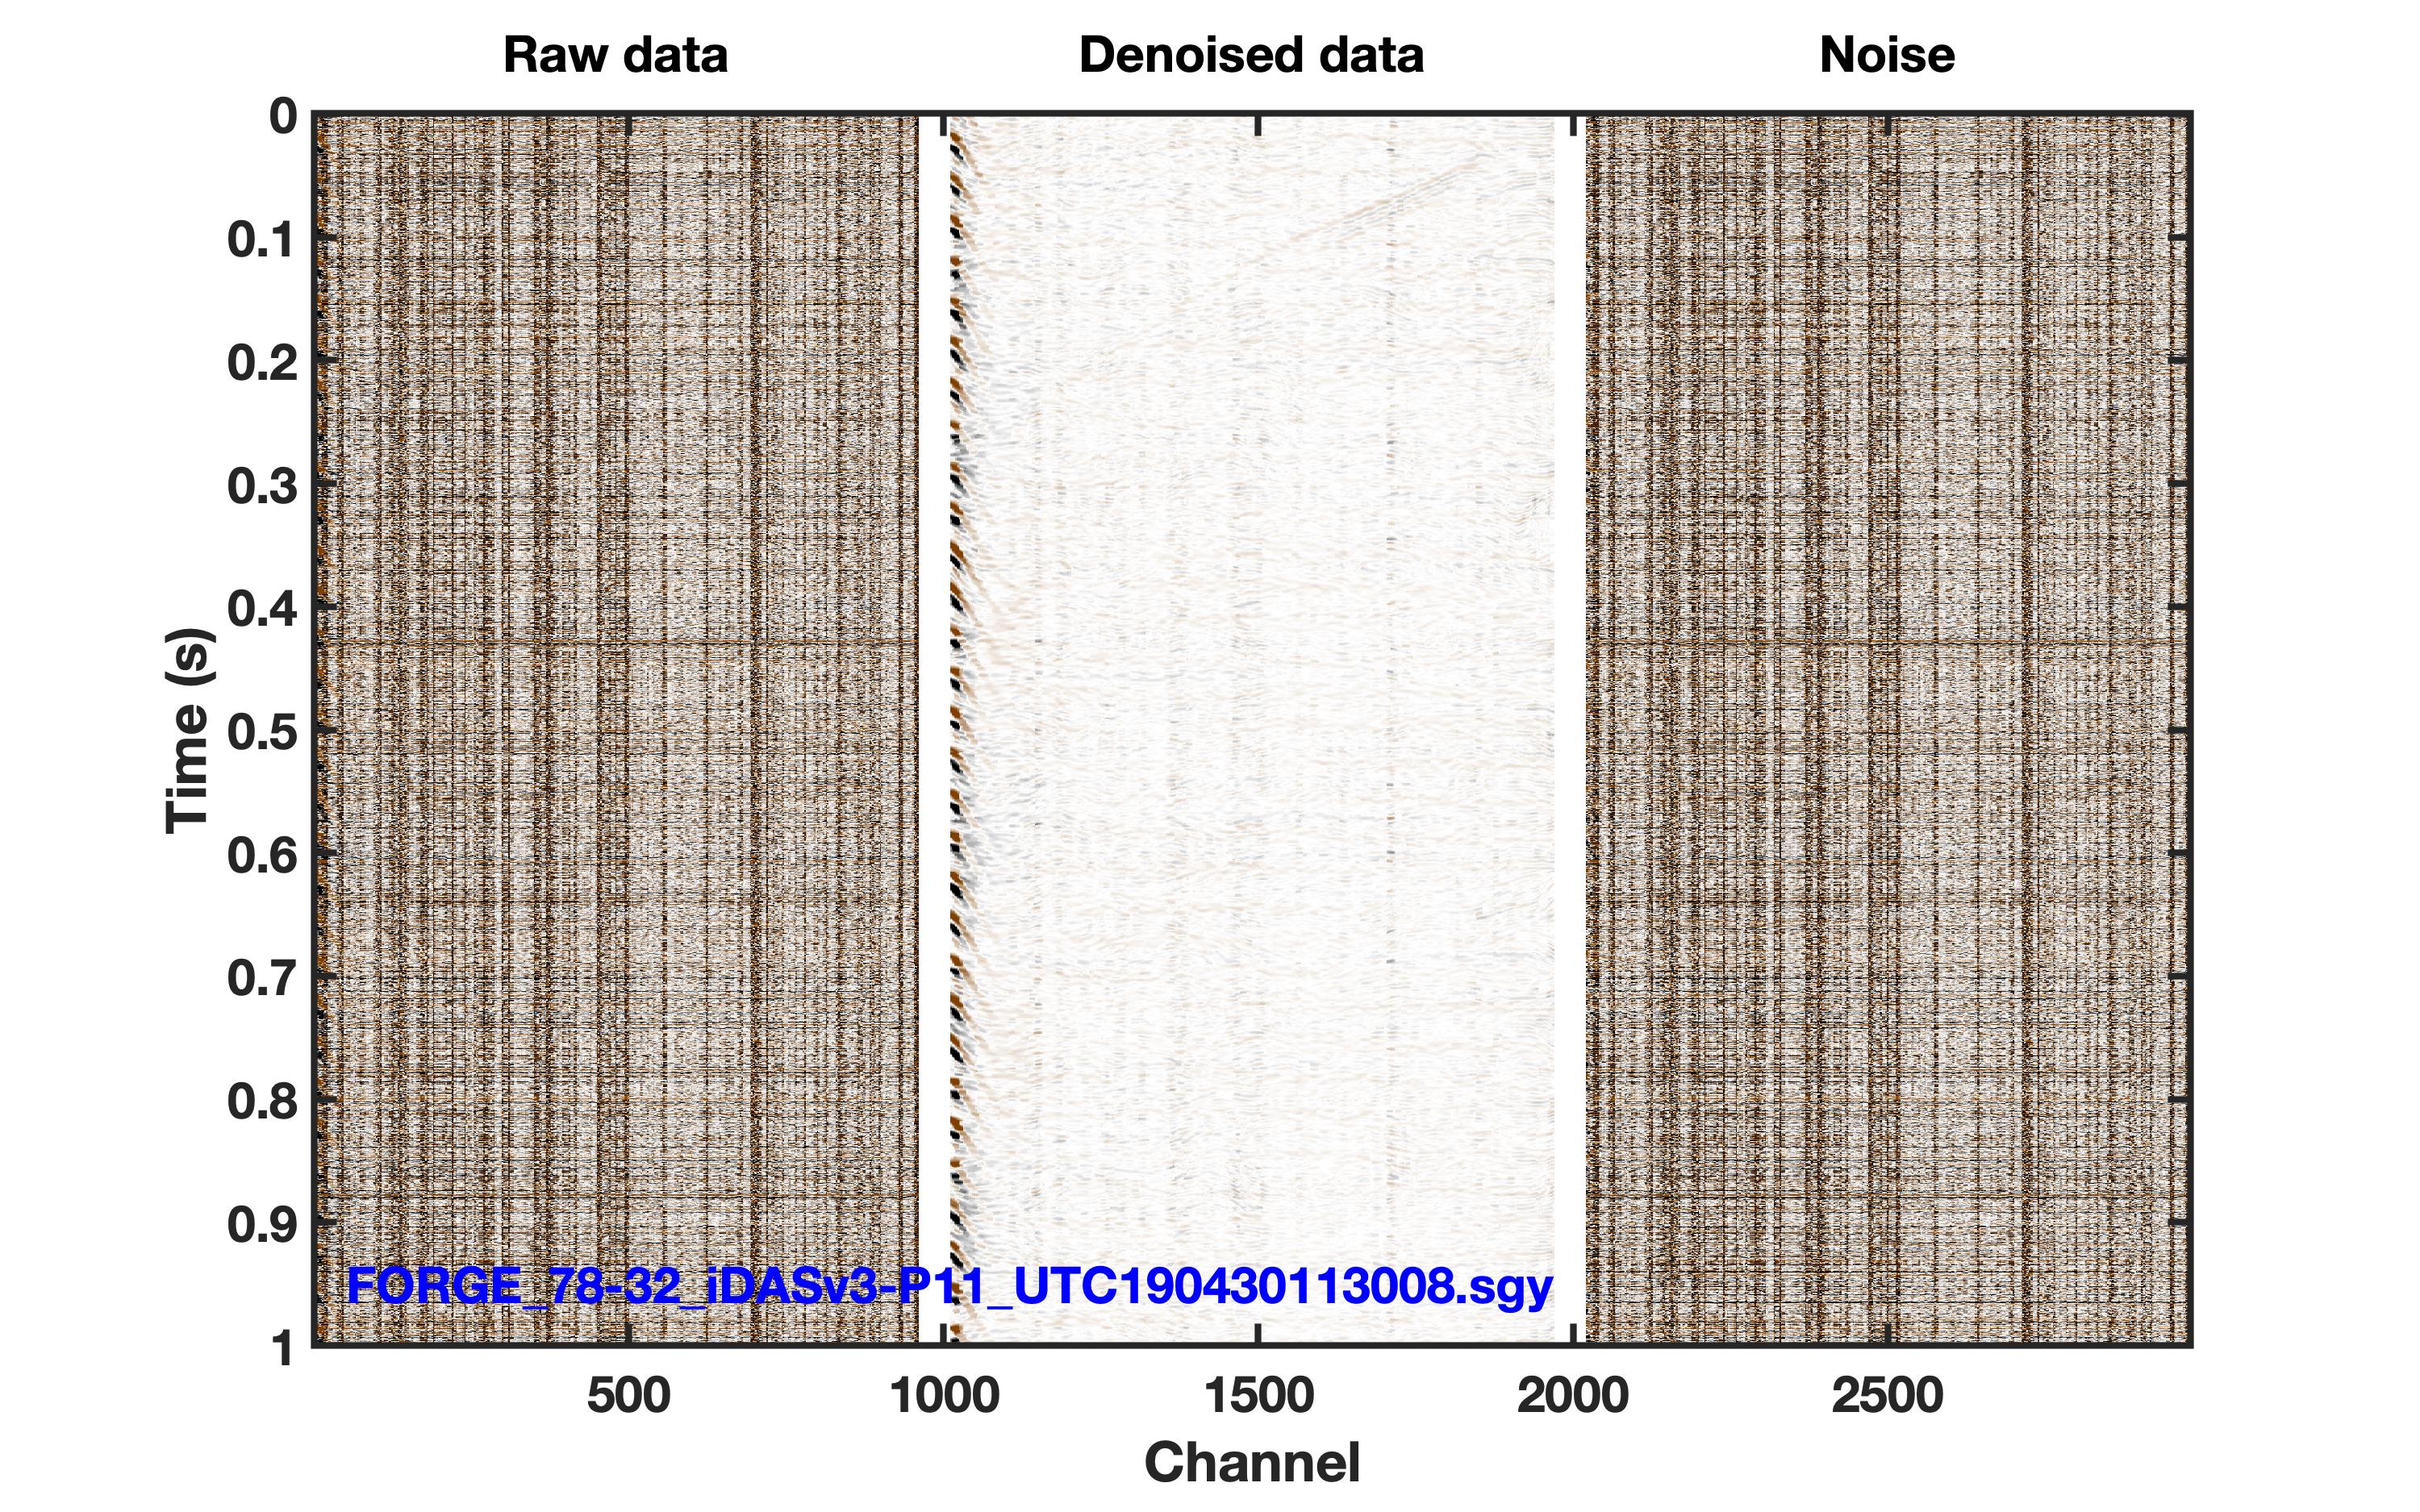 Raw data
Denoised data
Noise
0
0.1
0.2
0.3
0.4
0.5
0.6
0.7
0.8
0.9
1
Time (s)
FORGE_78-32_iDASv3-P11_UTC190430113008.sgy
500
1000
1500
2000
2500
Channel